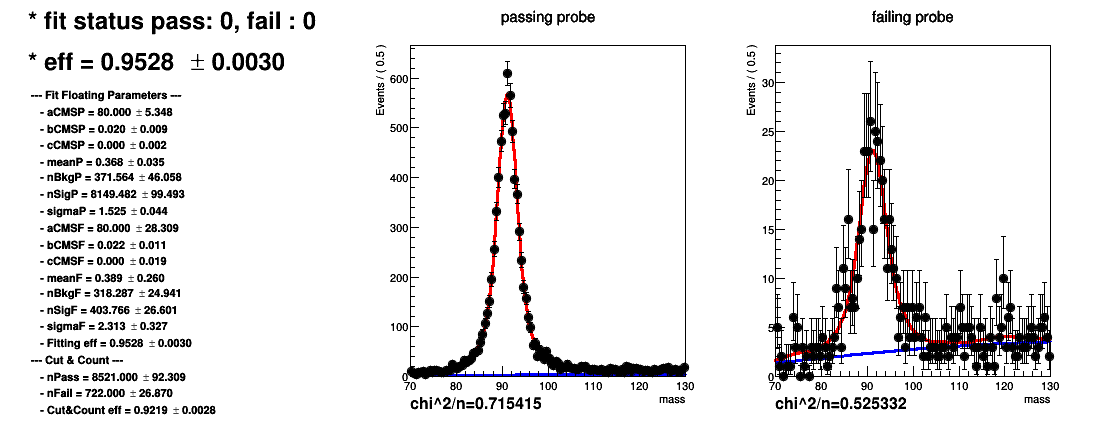 * fit status pass: 0, fail : 0
* eff = 0.9528 ± 0.0030
--- Fit Floating Parameters ---
- aCMSP = 80.000 ± 5.348
- bCMSP = 0.020 ± 0.009
- cCMSP = 0.000 ± 0.002
- meanP = 0.368 ± 0.035
- nBkgP = 371.564 ± 46.058
- nSigP = 8149.482 ± 99.493
- sigmaP = 1.525 ± 0.044
- aCMSF = 80.000 ± 28.309
- bCMSF = 0.022 ± 0.011
- cCMSF = 0.000 ± 0.019
- meanF = 0.389 ± 0.260
- nBkgF = 318.287 ± 24.941
- nSigF = 403.766 ± 26.601
- sigmaF = 2.313 ± 0.327
- Fitting eff = 0.9528 ± 0.0030
--- Cut & Count ---
- nPass = 8521.000 ± 92.309
- nFail = 722.000 ± 26.870
- Cut&Count eff = 0.9219 ± 0.0028
passing probe
Events / ( 0.5 )
600
500
400
300
200
100
0
70 80 90 100 110 120 130
mass
chi^2/n=0.715415
failing probe
Events / ( 0.5 )
30
25
20
15
10
5
0
70 80 90 100 110 120 130
mass
chi^2/n=0.525332